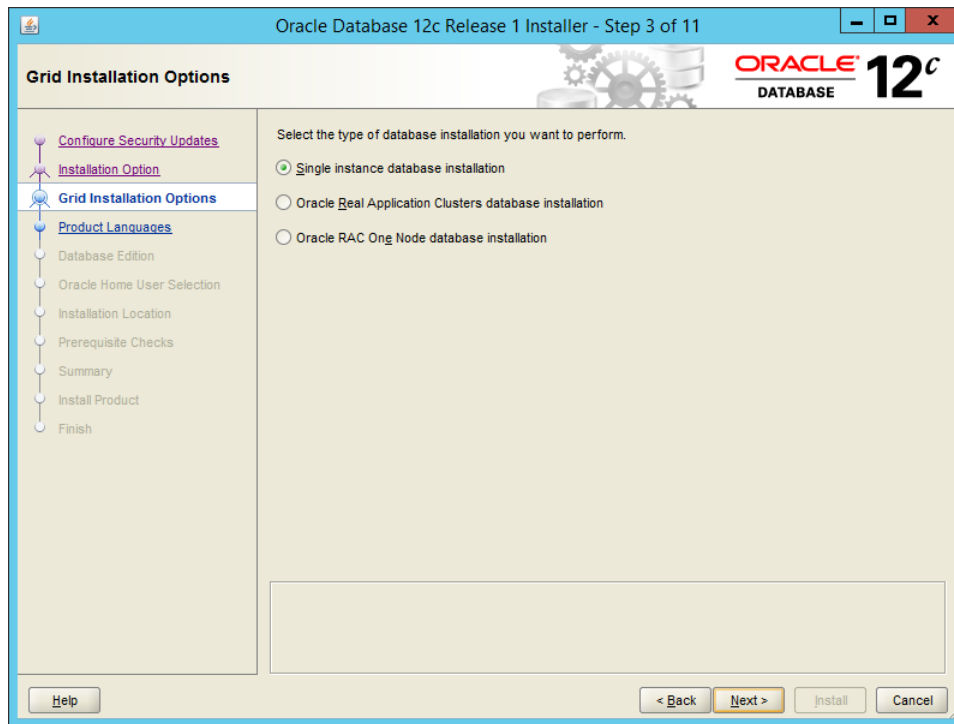 Oracle Database 12c Release 1 Installer - Step 3 of 11
Grid Installation Options
ORACLE
DATABASE
12c
Configure Security Updates
Installation Option
Grid Installation Options
Product Languages
Database Edition
Oracle Home User Selection
Installation Location
Prerequisite Checks
Summary
Install Product
Finish
Select the type of database installation you want to perform.
Single instance database installation
Oracle Real Application Clusters database installation
Oracle RAC One Node database installation
Help
< Back
Next >
Install
Cancel